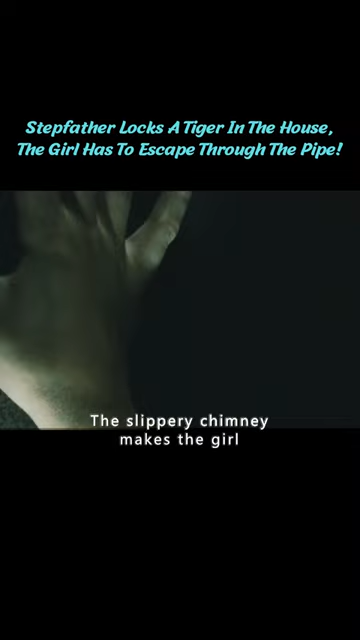 Stepfather Locks A Tiger In The House,
The Girl Has To Escape Through The Pipe!
The slippery chimney
makes the girl